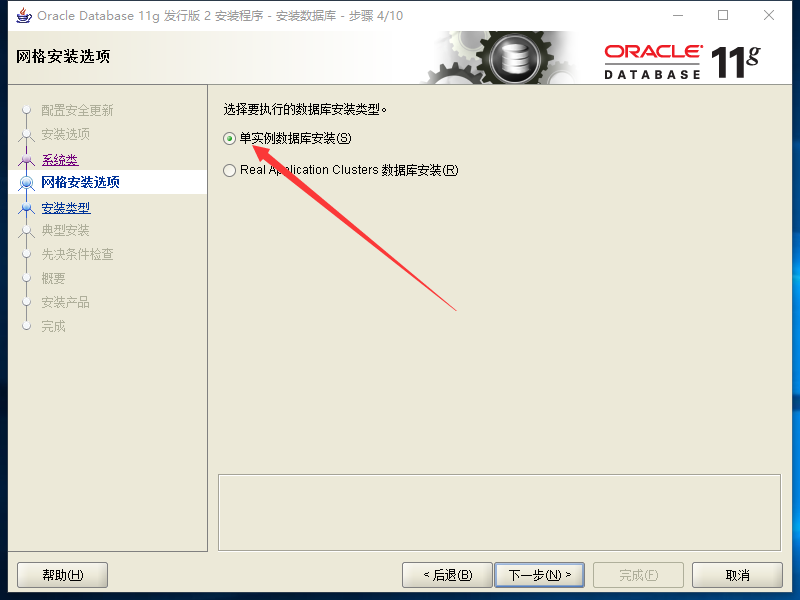 Oracle Database 11g 发行版 2 安装程序 - 安装数据库 - 步骤 4/10
网格安装选项
ORACLE
DATABASE
11g
配置安全更新
安装选项
系统类
网格安装选项
安装类型
典型安装
先决条件检查
概要
安装产品
完成
选择要执行的数据库安装类型。
单实例数据库安装(S)
Real Application Clusters 数据库安装(R)
帮助(H)
< 后退(B)
下一步(N) >
完成(F)
取消